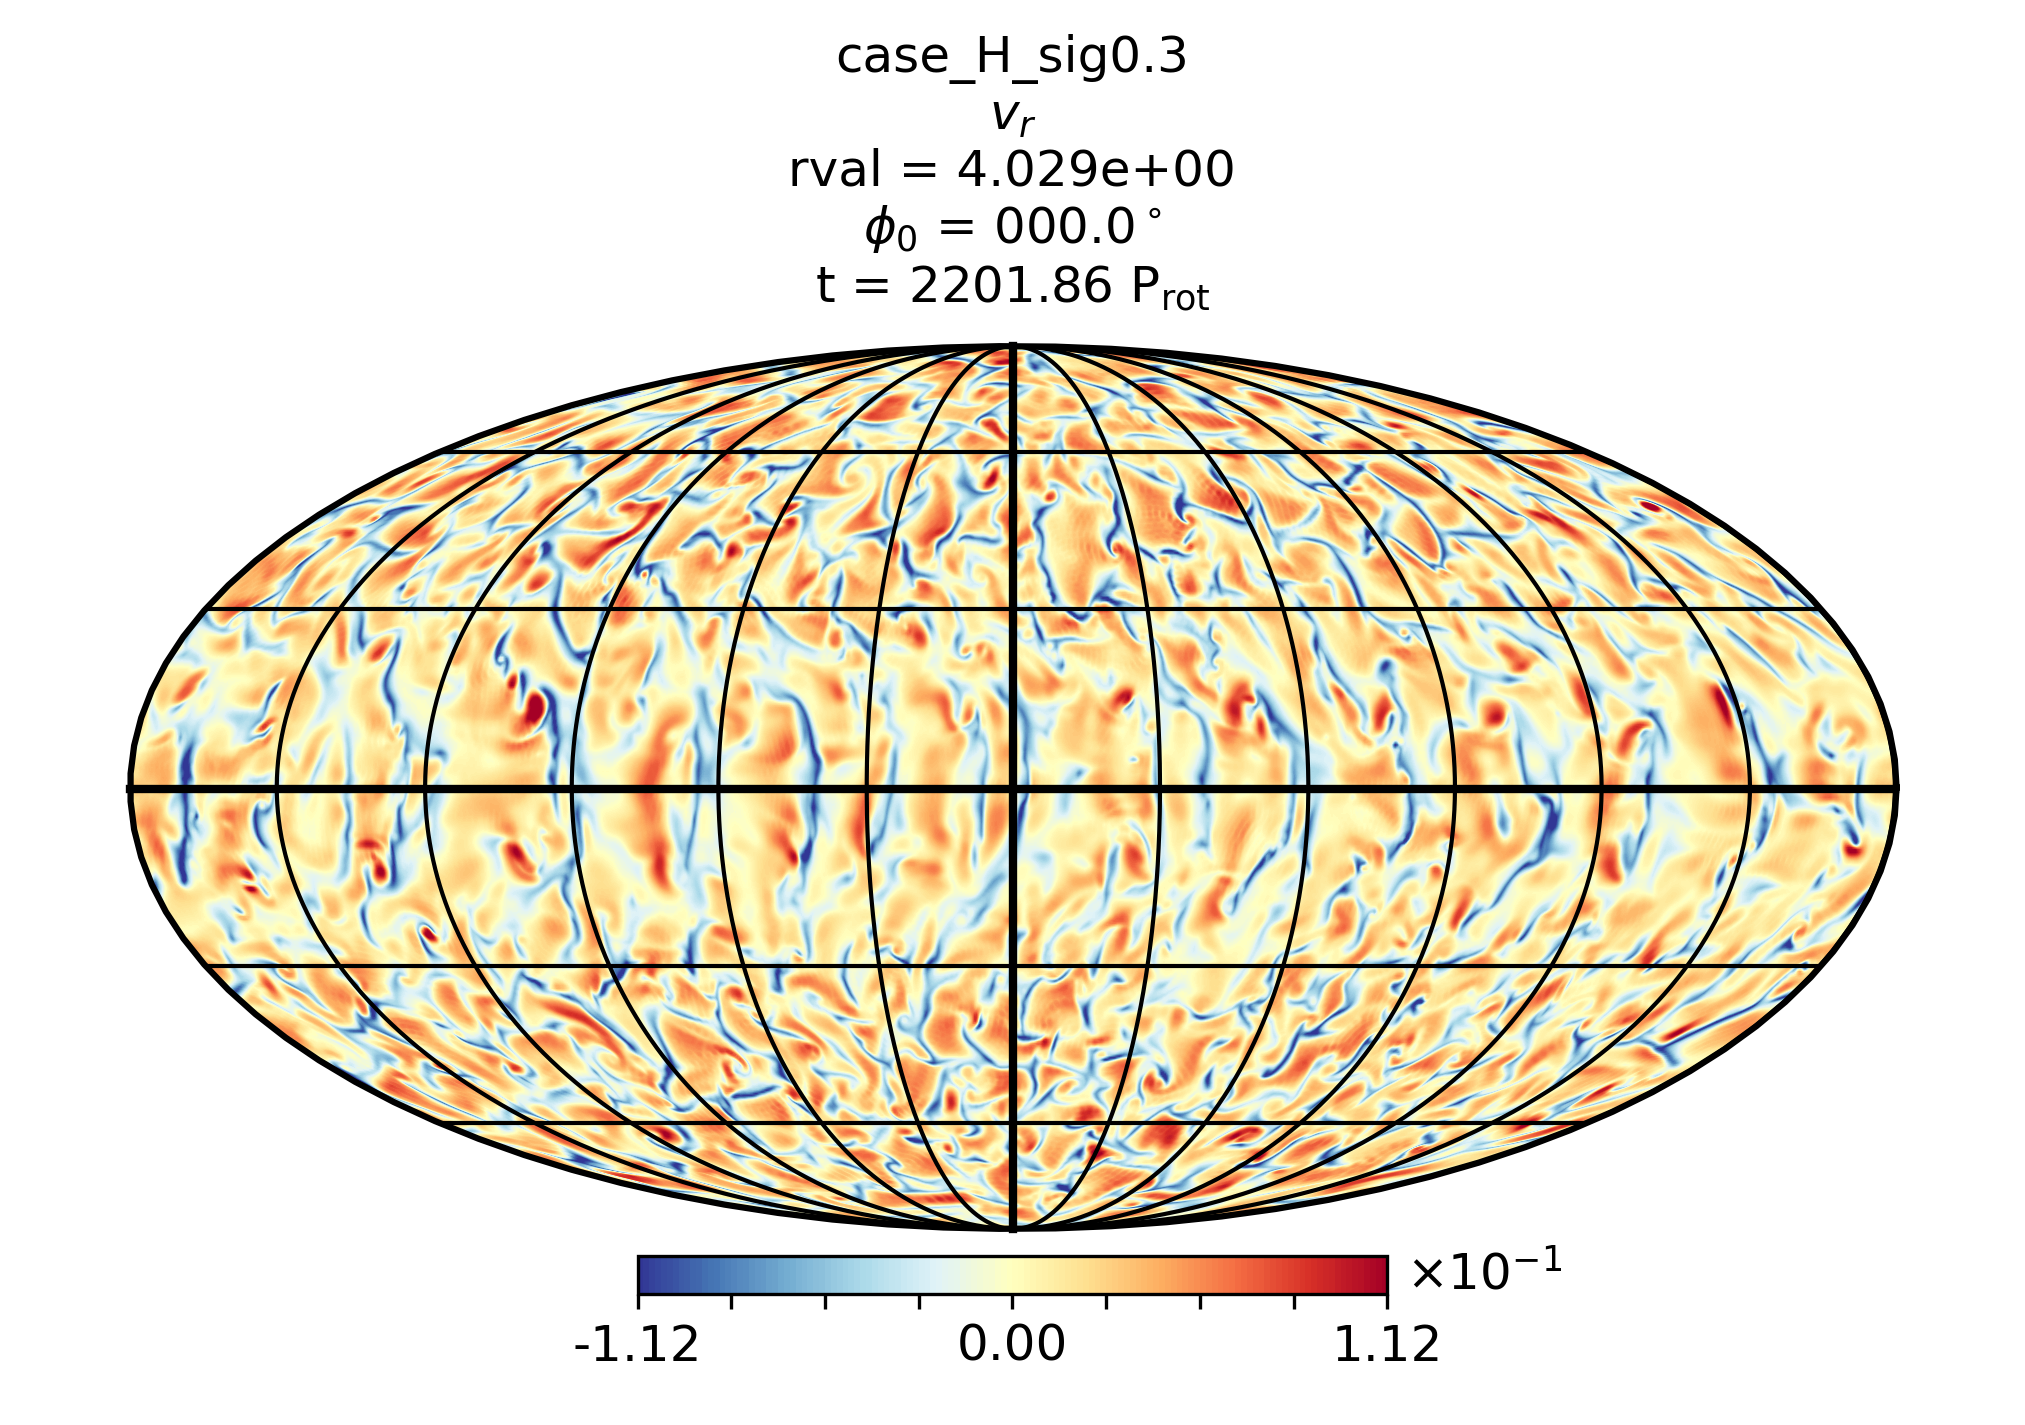 case_H_sig0.3
v_r
rval = 4.029e+00
ϕ_0 = 000.0°
t = 2201.86 P_rot
×10^−1
-1.12 0.00 1.12